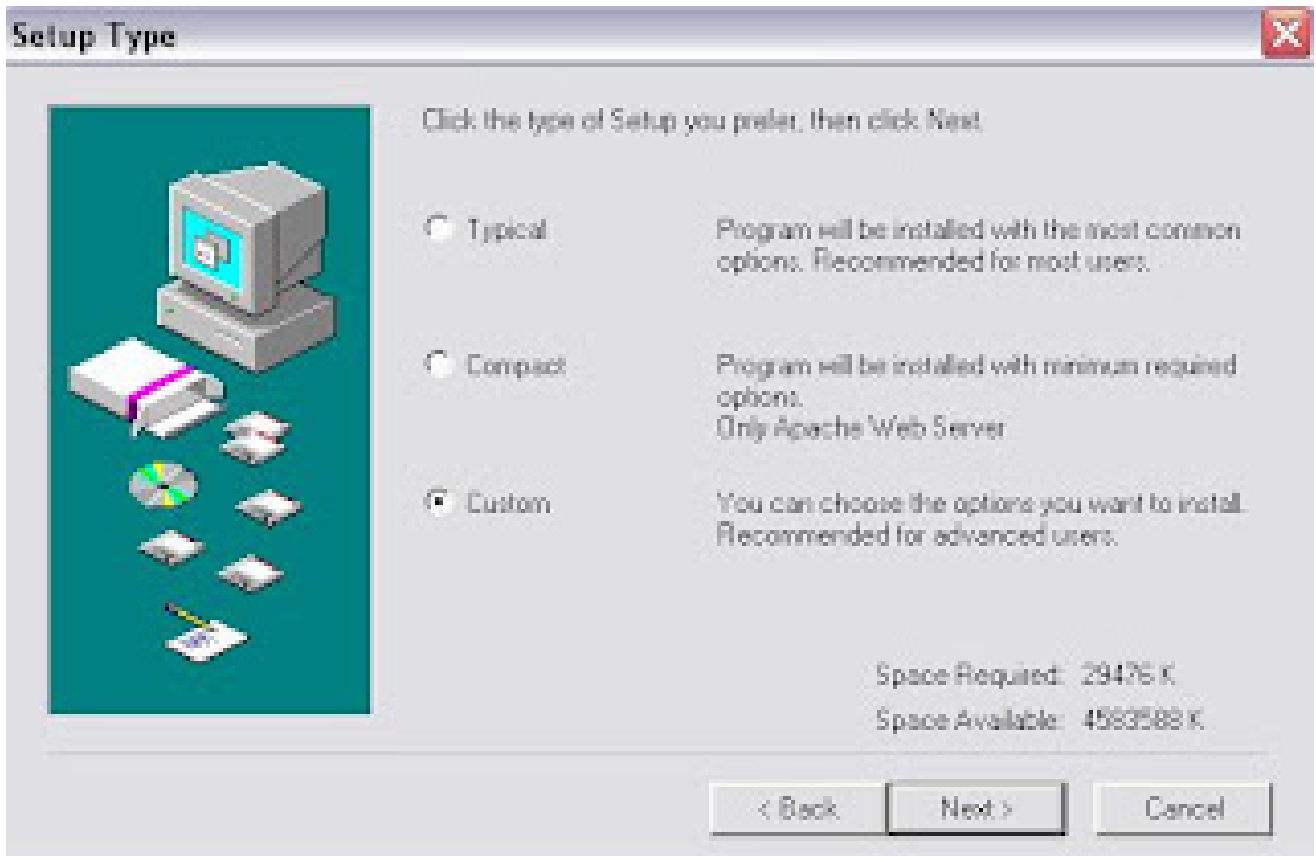 Setup Type
Click the type of Setup you prefer, then click Next.
Typical
Program will be installed with the most common
options. Recommended for most users.
Compact
Program will be installed with minimum required
options.
Only Apache Web Server
Custom
You can choose the options you want to install.
Recommended for advanced users.
Space Required: 29476 K
Space Available: 4583588 K
< Back
Next >
Cancel